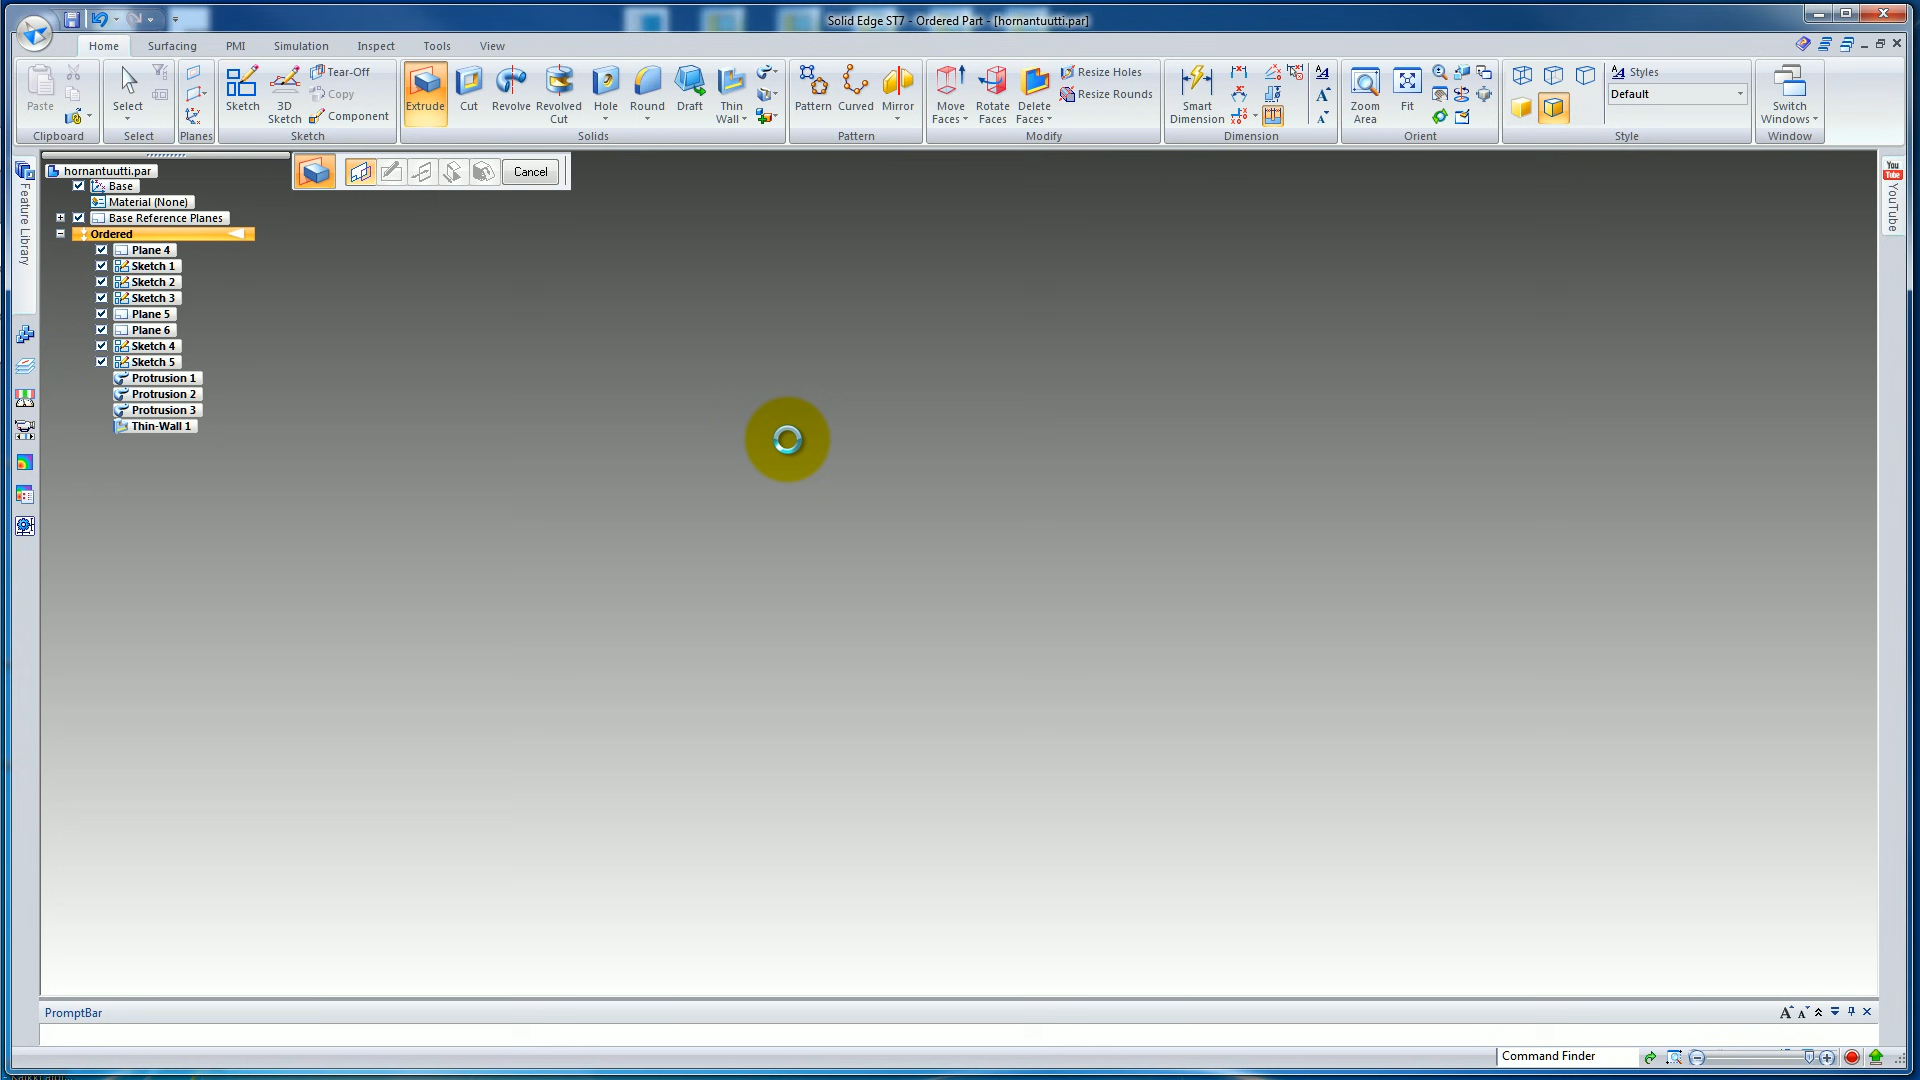 Solid Edge ST7 - Ordered Part - [hornantuutti.par]
Home Surfacing PMI Simulation Inspect Tools View
Paste
Clipboard
Select
Select
Planes
Sketch
3D Sketch
Tear-Off
Copy
Component
Sketch
Extrude
Cut
Revolve
Revolved Cut
Hole
Round
Draft
Thin Wall
Solids
Pattern
Curved
Mirror
Pattern
Move Faces
Rotate Faces
Delete Faces
Resize Holes
Resize Rounds
Modify
Smart Dimension
Dimension
Zoom Area
Fit
Orient
Styles
Default
Style
Switch Windows
Window
Cancel
hornantuutti.par
Base
Material (None)
Base Reference Planes
Ordered
Plane 4
Sketch 1
Sketch 2
Sketch 3
Plane 5
Plane 6
Sketch 4
Sketch 5
Protrusion 1
Protrusion 2
Protrusion 3
Thin-Wall 1
Feature Library
You Tube
YouTube
PromptBar
Command Finder